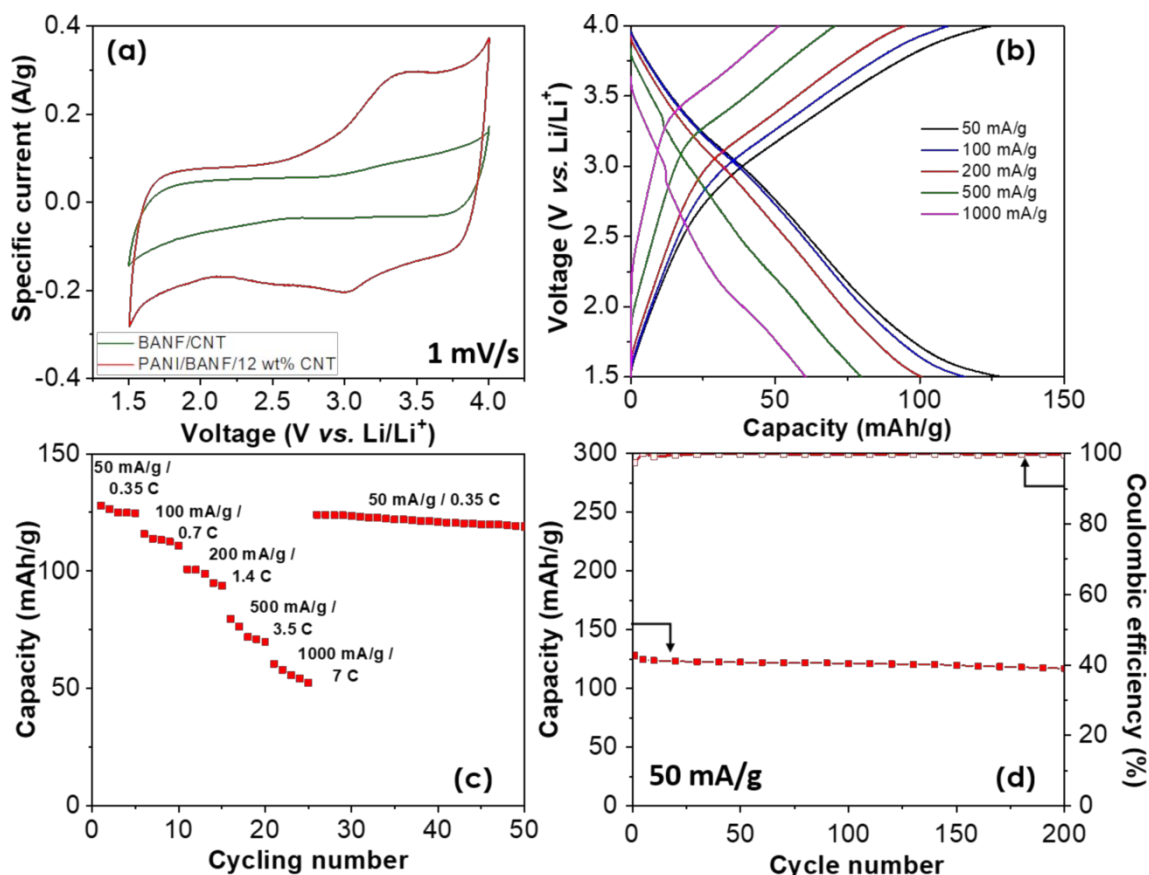 (a)
Specific current (A/g)
0.4
0.2
0.0
-0.2
-0.4
BANF/CNT
PANI/BANF/12 wt% CNT
1 mV/s
1.5 2.0 2.5 3.0 3.5 4.0
Voltage (V vs. Li/Li⁺)
(b)
Voltage (V vs. Li/Li⁺)
4.0
3.5
3.0
2.5
2.0
1.5
50 mA/g
100 mA/g
200 mA/g
500 mA/g
1000 mA/g
0 50 100 150
Capacity (mAh/g)
Capacity (mAh/g)
150
100
50
0
50 mA/g /
0.35 C
100 mA/g /
0.7 C
200 mA/g /
1.4 C
500 mA/g /
3.5 C
1000 mA/g /
7 C
50 mA/g / 0.35 C
(c)
0 10 20 30 40 50
Cycling number
Capacity (mAh/g)
300
250
200
150
100
50
0
50 mA/g
(d)
100
80
60
40
20
0
Coulombic efficiency (%)
0 50 100 150 200
Cycle number